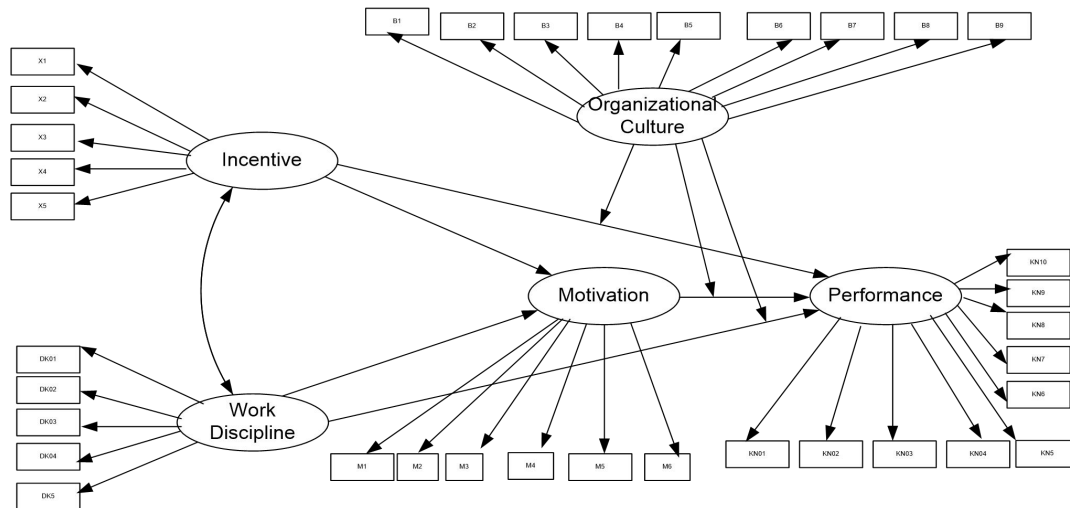 B1
B2
B3
B4
B5
B6
B7
B8
B9
X1
X2
X3
X4
X5
Organizational
Culture
Incentive
KN10
KN9
KN8
KN7
KN6
Motivation
Performance
DK01
DK02
DK03
DK04
DK5
Work
Discipline
M1
M2
M3
M4
M5
M6
KN01
KN02
KN03
KN04
KN5